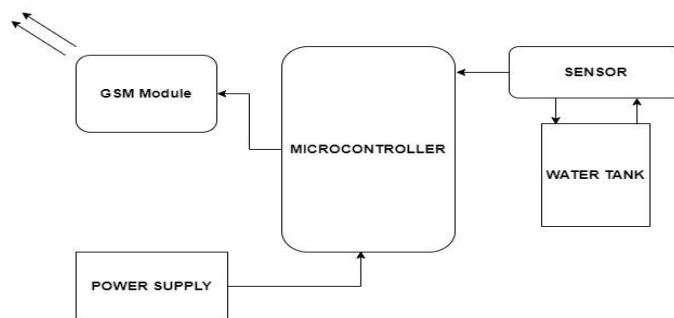 GSM Module
MICROCONTROLLER
SENSOR
WATER TANK
POWER SUPPLY